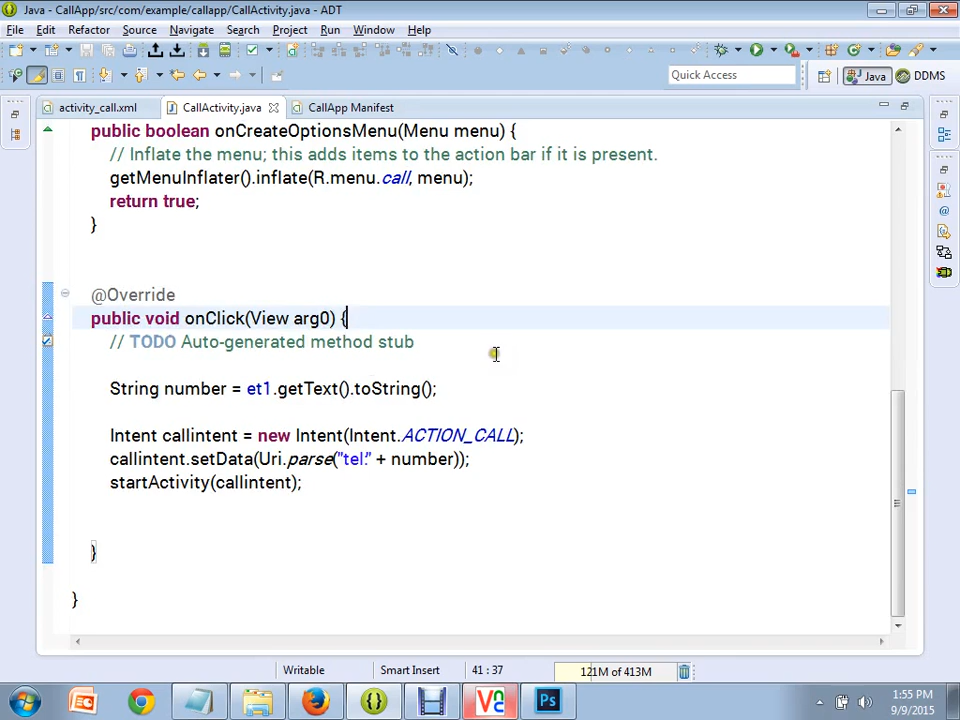 Java - CallApp/src/com/example/callapp/CallActivity.java - ADT
File Edit Refactor Source Navigate Search Project Run Window Help
Quick Access
Java
DDMS
activity_call.xml
CallActivity.java
CallApp Manifest
public boolean onCreateOptionsMenu(Menu menu) {
// Inflate the menu; this adds items to the action bar if it is present.
getMenuInflater().inflate(R.menu.call, menu);
return true;
}
@Override
public void onClick(View arg0) {
// TODO Auto-generated method stub
String number = et1.getText().toString();
Intent callintent = new Intent(Intent.ACTION_CALL);
callintent.setData(Uri.parse("tel:" + number));
startActivity(callintent);
}
}
Writable
Smart Insert
41 : 37
121M of 413M
1:55 PM
9/9/2015